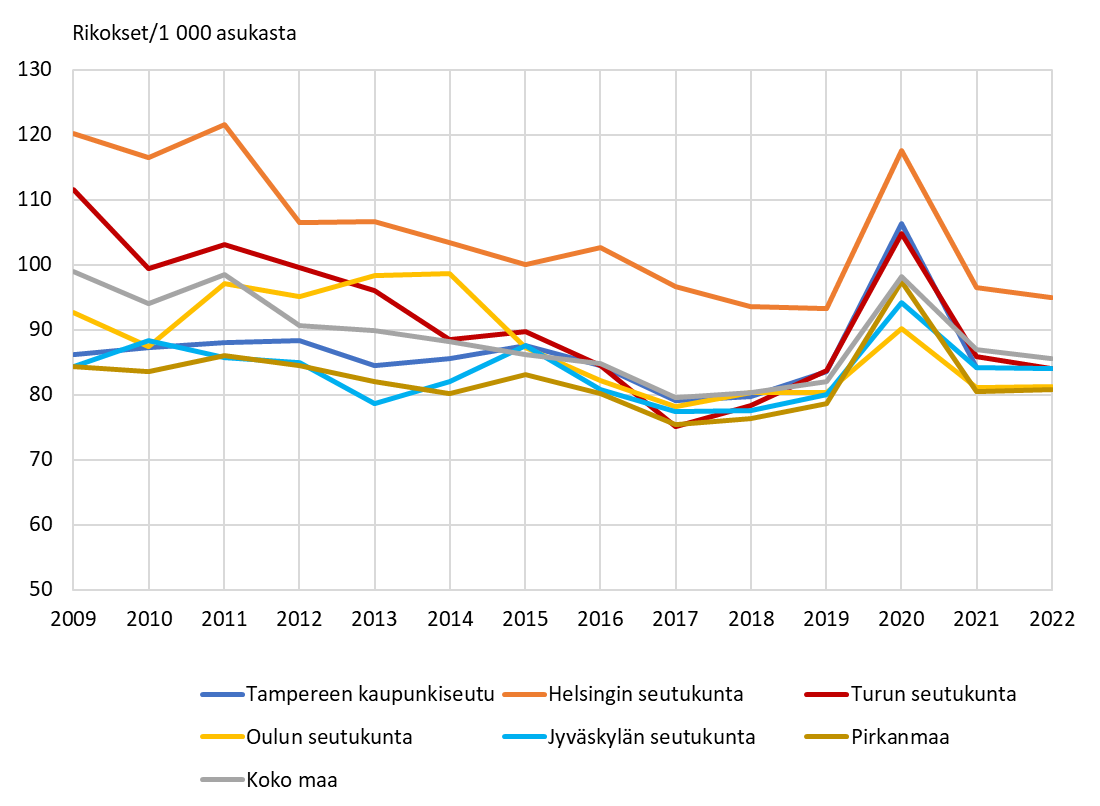 Rikokset/1 000 asukasta
130
120
110
100
90
80
70
60
50
2009 2010 2011 2012 2013 2014 2015 2016 2017 2018 2019 2020 2021 2022
Tampereen kaupunkiseutu Helsingin seutukunta Turun seutukunta
Oulun seutukunta Jyväskylän seutukunta Pirkanmaa
Koko maa